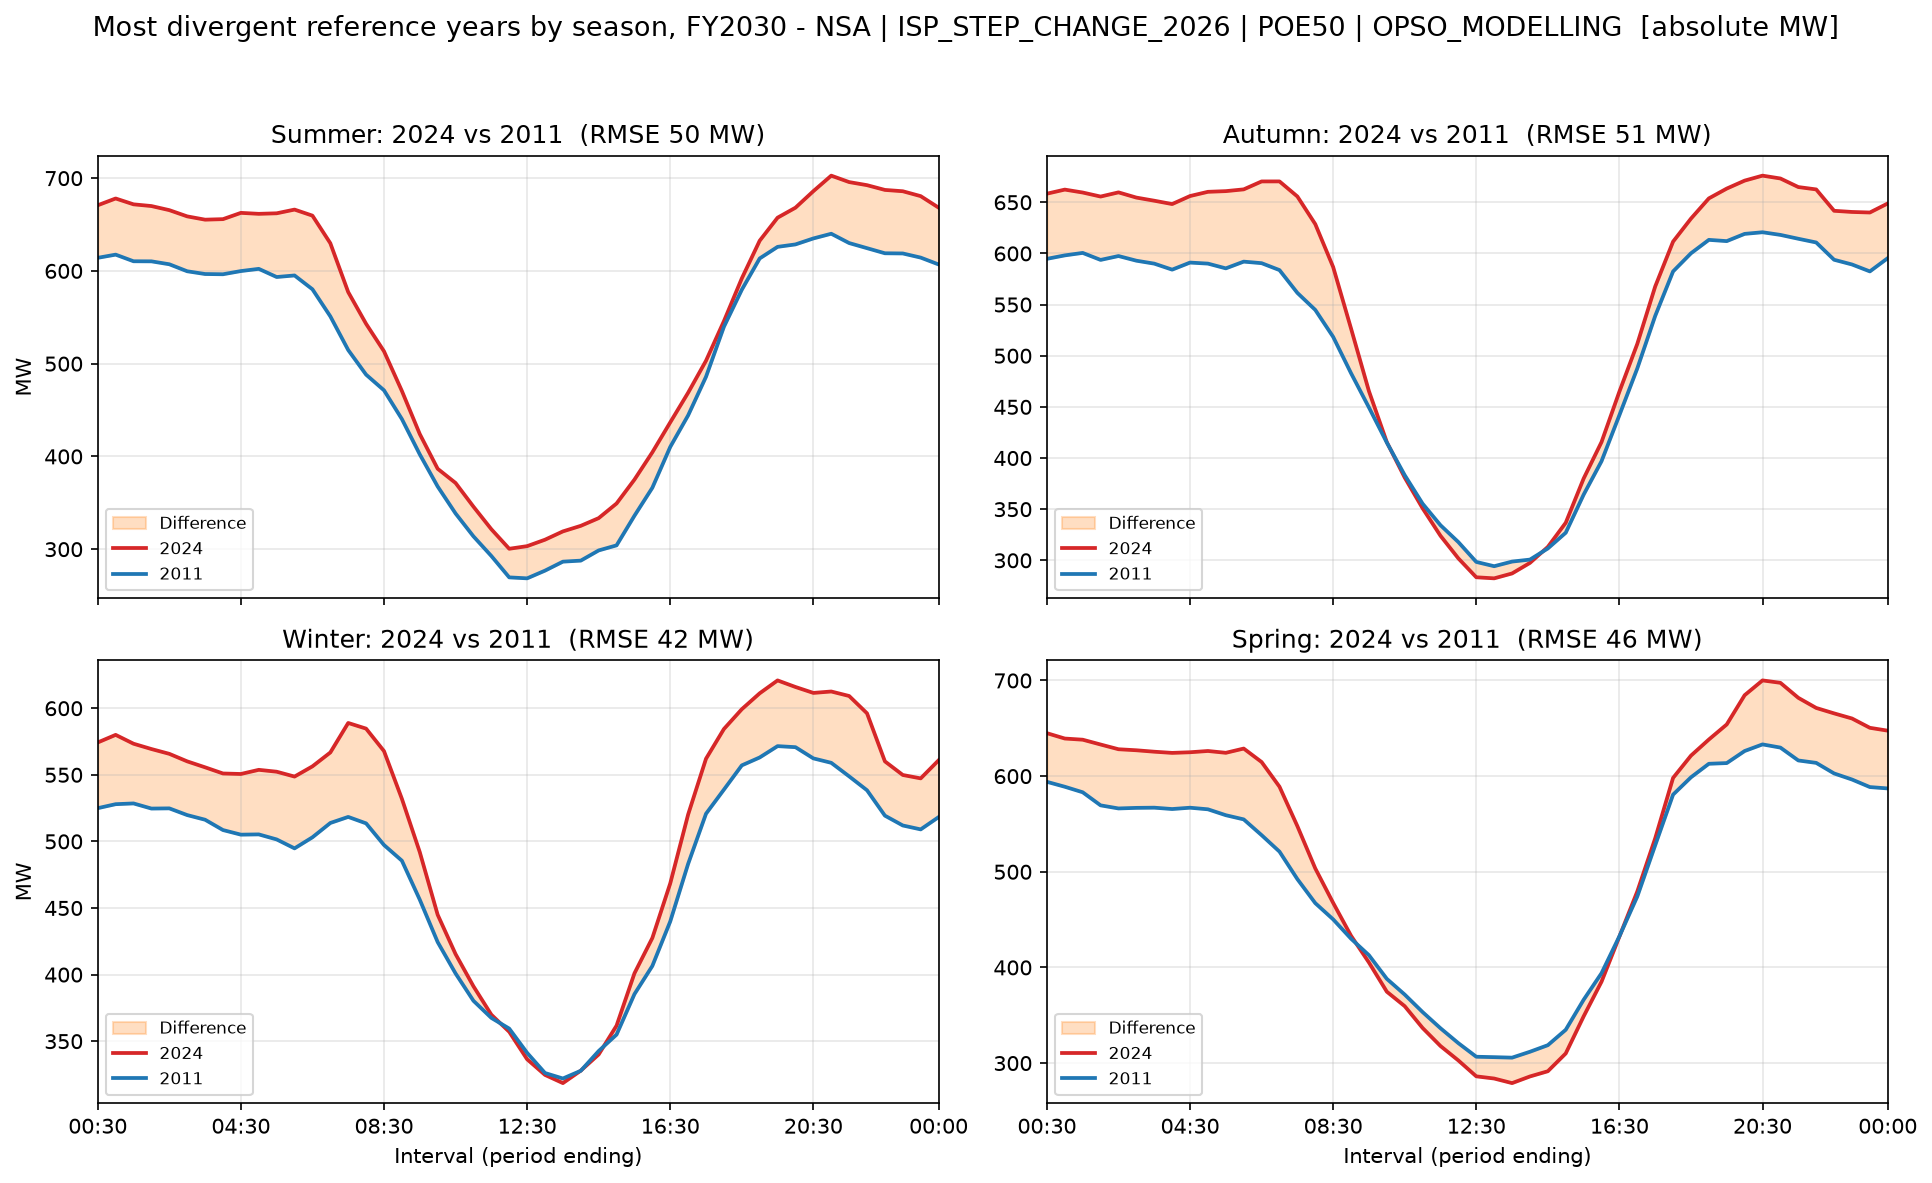 Most divergent reference years by season, FY2030 - NSA | ISP_STEP_CHANGE_2026 | POE50 | OPSO_MODELLING  [absolute MW]
Summer: 2024 vs 2011  (RMSE 50 MW)
MW
700
600
500
400
300
Difference
2024
2011
Autumn: 2024 vs 2011  (RMSE 51 MW)
650
600
550
500
450
400
350
300
Difference
2024
2011
Winter: 2024 vs 2011  (RMSE 42 MW)
MW
600
550
500
450
400
350
Difference
2024
2011
00:30 04:30 08:30 12:30 16:30 20:30 00:00
Interval (period ending)
Spring: 2024 vs 2011  (RMSE 46 MW)
700
600
500
400
300
Difference
2024
2011
00:30 04:30 08:30 12:30 16:30 20:30 00:00
Interval (period ending)